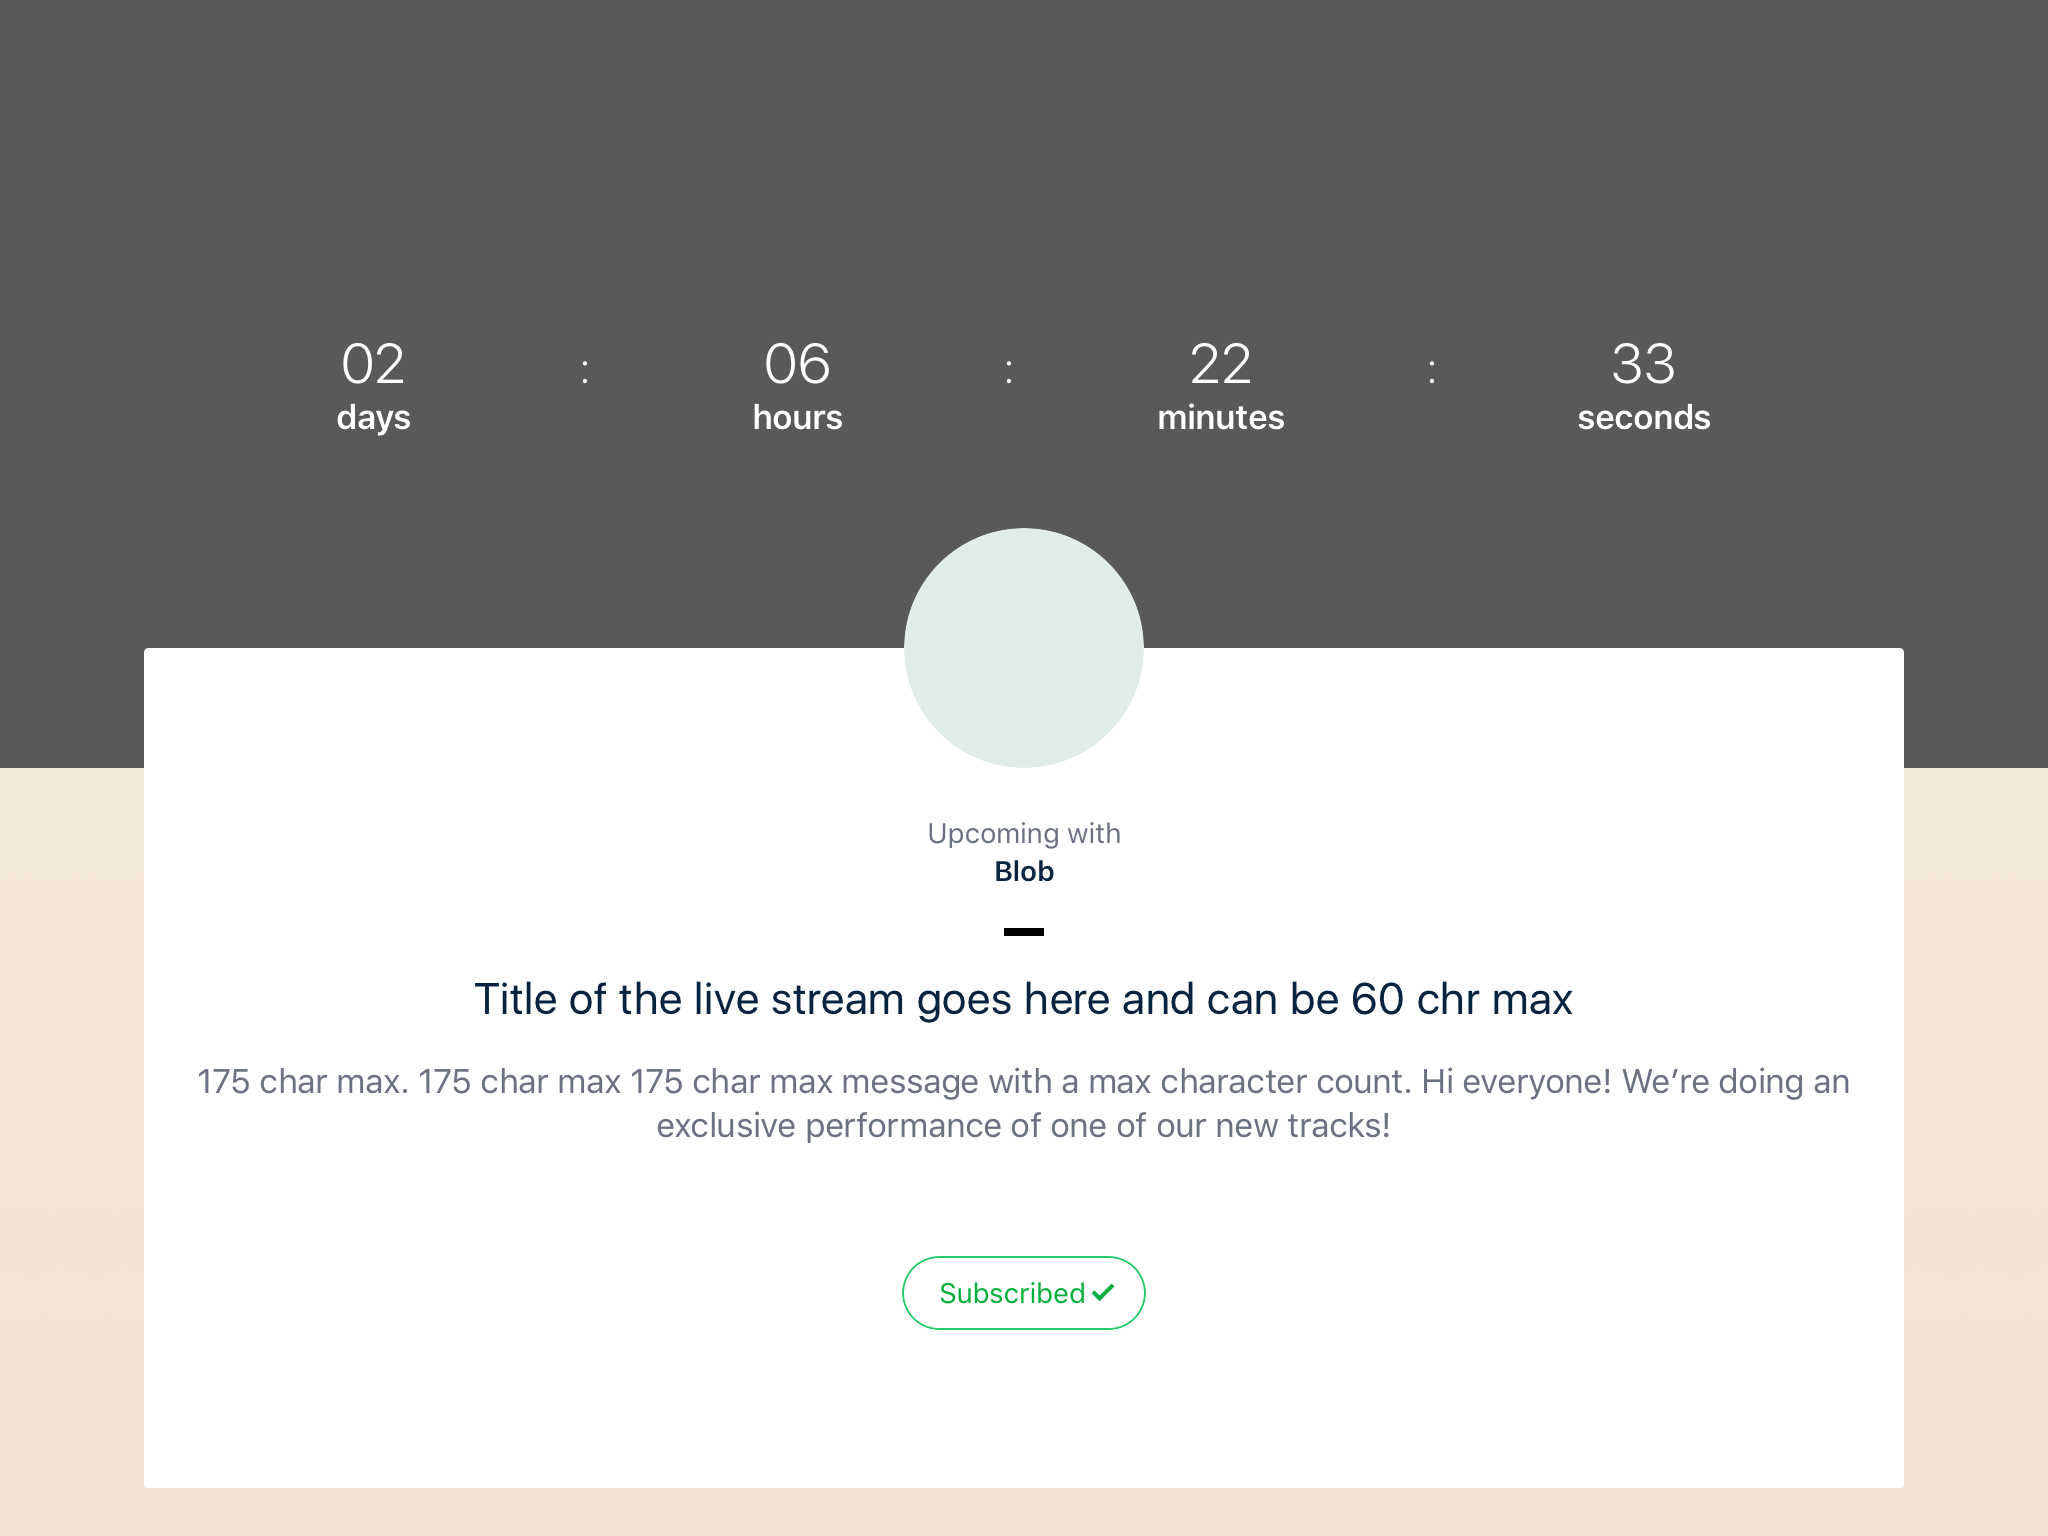 02 : 06 : 22 : 33
days hours minutes seconds
Upcoming with
Blob
Title of the live stream goes here and can be 60 chr max
175 char max. 175 char max 175 char max message with a max character count. Hi everyone! We’re doing an
exclusive performance of one of our new tracks!
Subscribed